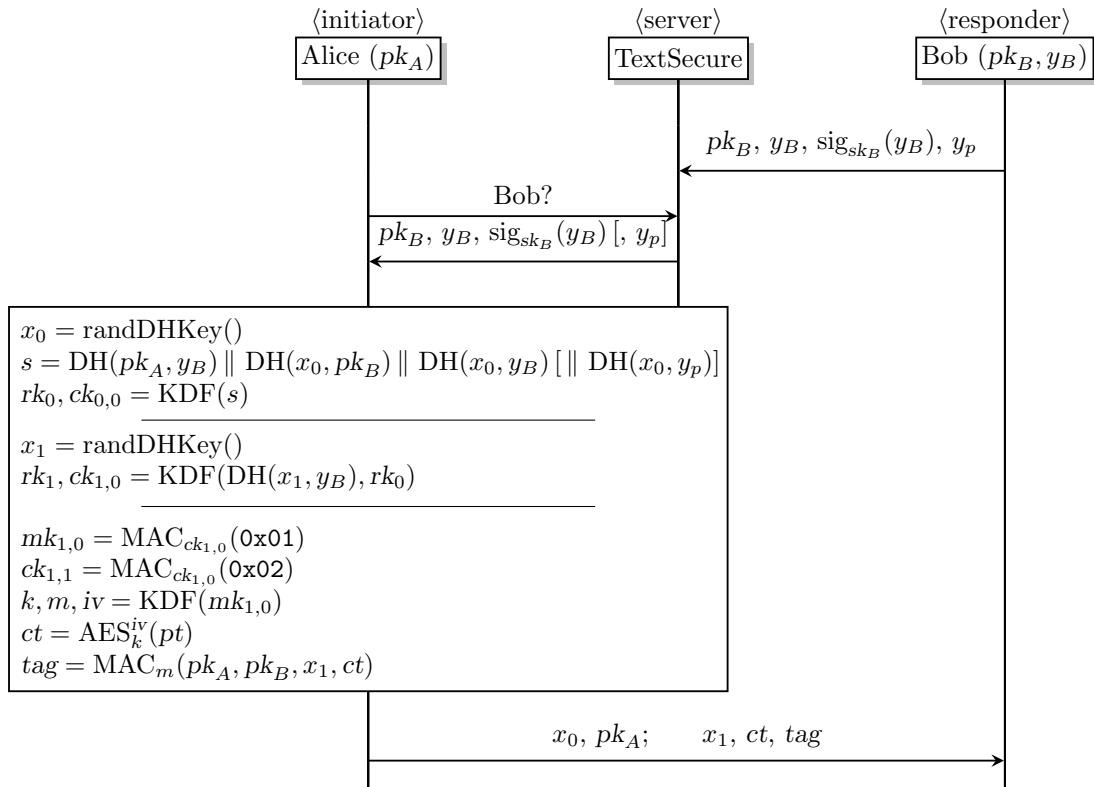 ⟨initiator⟩ ⟨server⟩ ⟨responder⟩
Alice (pk_A) TextSecure Bob (pk_B, y_B)
pk_B, y_B, sig_{sk_B}(y_B), y_p
Bob?
pk_B, y_B, sig_{sk_B}(y_B) [, y_p]
x_0 = randDHKey()
s = DH(pk_A, y_B) ∥ DH(x_0, pk_B) ∥ DH(x_0, y_B) [ ∥ DH(x_0, y_p)]
rk_0, ck_{0,0} = KDF(s)
x_1 = randDHKey()
rk_1, ck_{1,0} = KDF(DH(x_1, y_B), rk_0)
mk_{1,0} = MAC_{ck_{1,0}}(0x01)
ck_{1,1} = MAC_{ck_{1,0}}(0x02)
k, m, iv = KDF(mk_{1,0})
ct = AES_k^{iv}(pt)
tag = MAC_m(pk_A, pk_B, x_1, ct)
x_0, pk_A; x_1, ct, tag